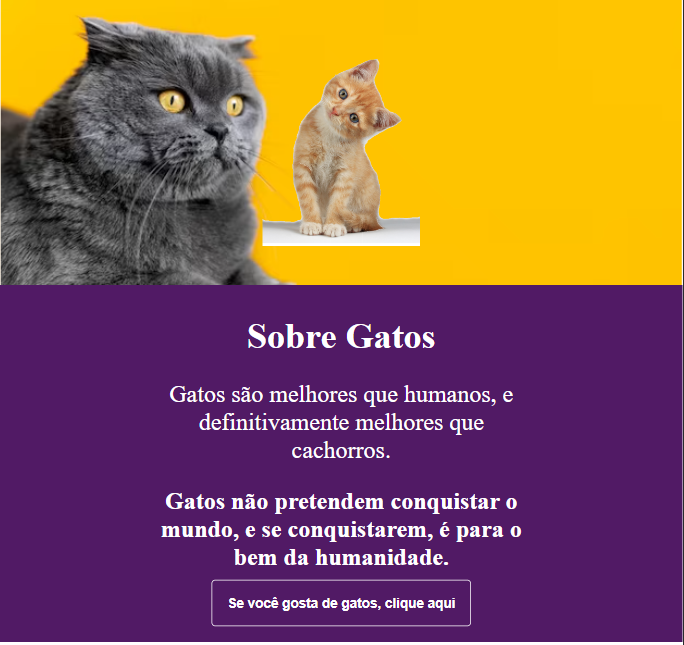 Sobre Gatos
Gatos são melhores que humanos, e
definitivamente melhores que
cachorros.
Gatos não pretendem conquistar o
mundo, e se conquistarem, é para o
bem da humanidade.
Se você gosta de gatos, clique aqui